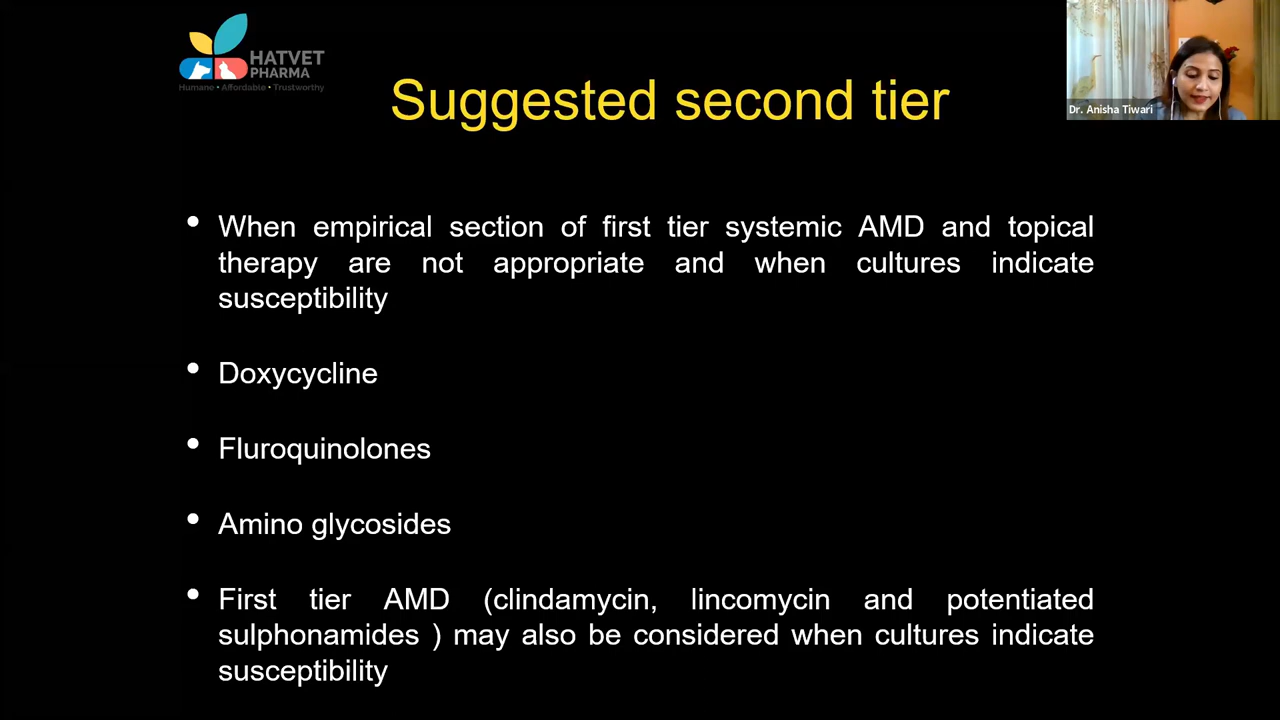 HATVET
PHARMA
Humane • Affordable • Trustworthy
Suggested second tier
Dr. Anisha Tiwari
• When empirical section of first tier systemic AMD and topical
therapy are not appropriate and when cultures indicate
susceptibility
• Doxycycline
• Fluroquinolones
• Amino glycosides
• First tier AMD (clindamycin, lincomycin and potentiated
sulphonamides ) may also be considered when cultures indicate
susceptibility